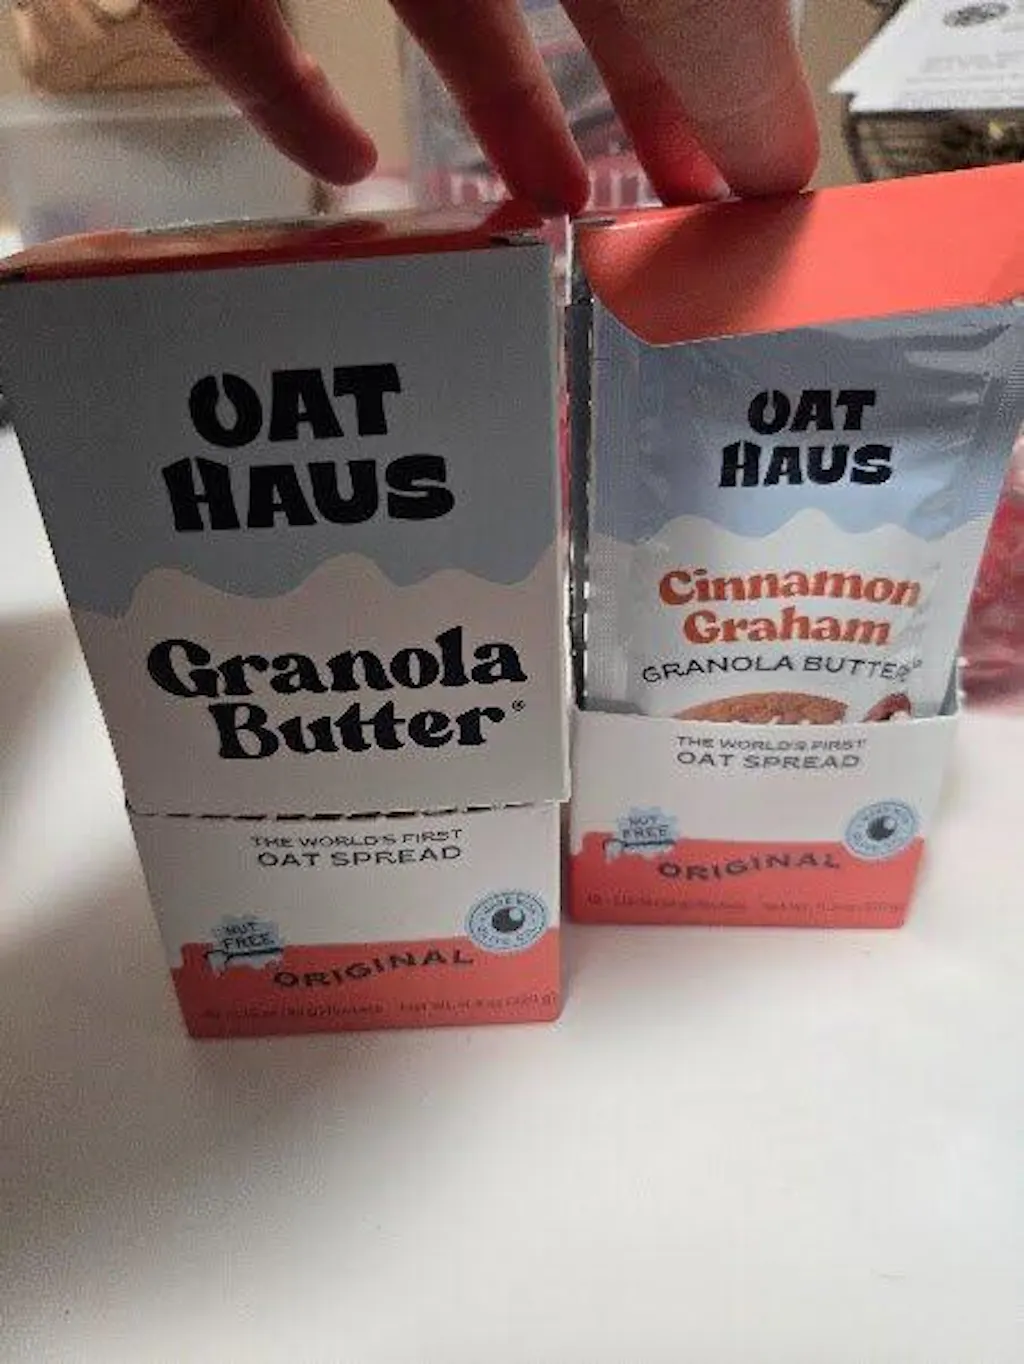 OAT
HAUS
Granola
Butter®
THE WORLD'S FIRST
OAT SPREAD
NUT
FREE
ORIGINAL
OAT
HAUS
Cinnamon
Graham
GRANOLA BUTTER
THE WORLD'S FIRST
OAT SPREAD
NUT
FREE
ORIGINAL